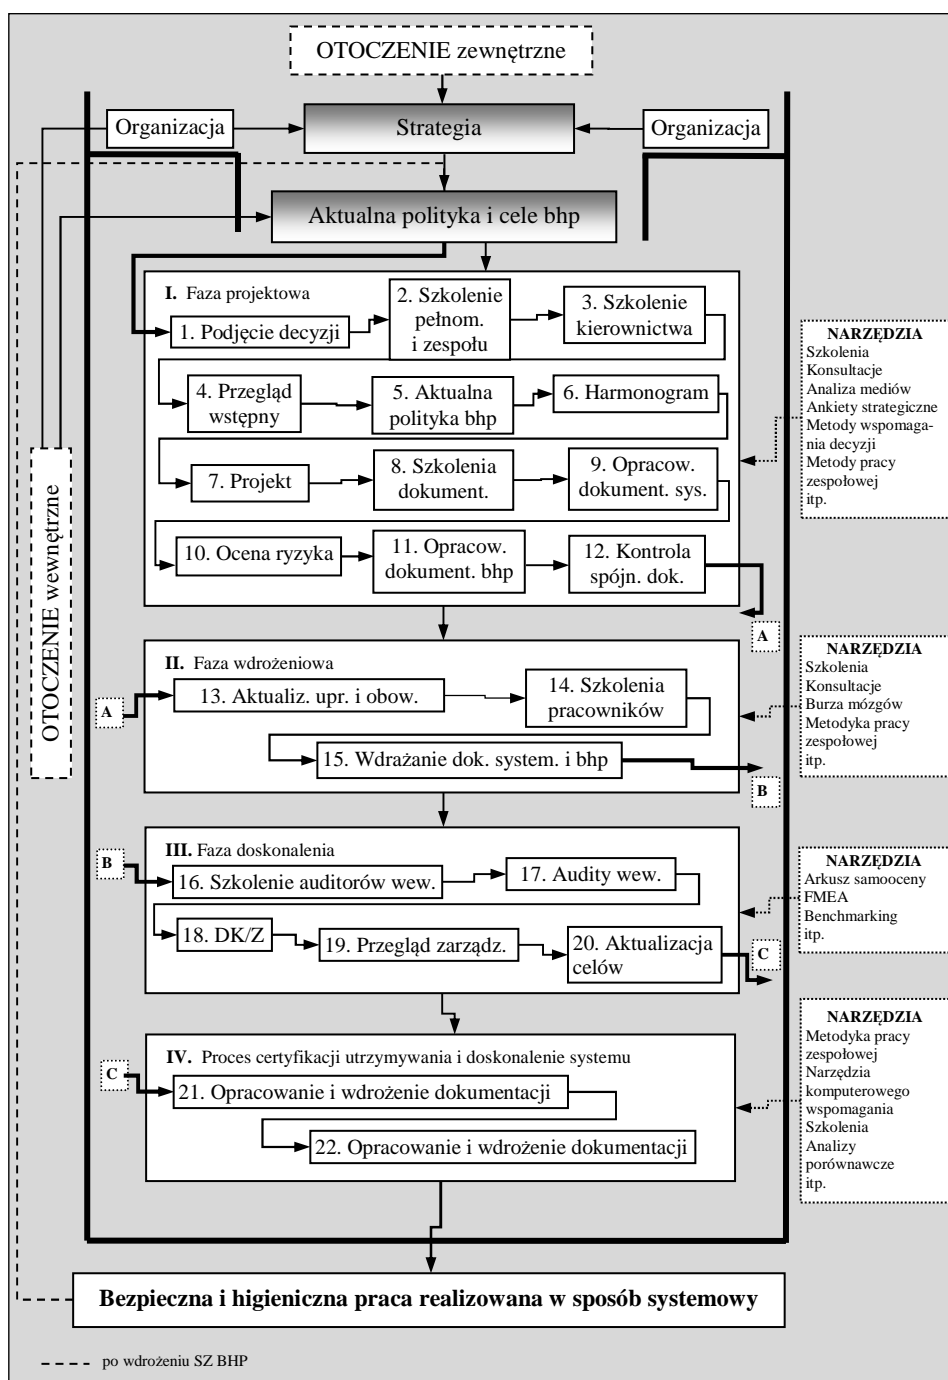 OTOCZENIE zewnętrzne
Organizacja
Strategia
Organizacja
Aktualna polityka i cele bhp
OTOCZENIE wewnętrzne
I. Faza projektowa
1. Podjęcie decyzji
2. Szkolenie
pełnom.
i zespołu
3. Szkolenie
kierownictwa
4. Przegląd
wstępny
5. Aktualna
polityka bhp
6. Harmonogram
7. Projekt
8. Szkolenia
dokument.
9. Opracow.
dokument. sys.
10. Ocena ryzyka
11. Opracow.
dokument. bhp
12. Kontrola
spójn. dok.
A
NARZĘDZIA
Szkolenia
Konsultacje
Analiza mediów
Ankiety strategiczne
Metody wspomaga-
nia decyzji
Metody pracy
zespołowej
itp.
II. Faza wdrożeniowa
A
13. Aktualiz. upr. i obow.
14. Szkolenia
pracowników
15. Wdrażanie dok. system. i bhp
B
NARZĘDZIA
Szkolenia
Konsultacje
Burza mózgów
Metodyka pracy
zespołowej
itp.
III. Faza doskonalenia
B
16. Szkolenie auditorów wew.
17. Audity wew.
18. DK/Z
19. Przegląd zarządz.
20. Aktualizacja
celów
C
NARZĘDZIA
Arkusz samooceny
FMEA
Benchmarking
itp.
IV. Proces certyfikacji utrzymywania i doskonalenie systemu
C
21. Opracowanie i wdrożenie dokumentacji
22. Opracowanie i wdrożenie dokumentacji
NARZĘDZIA
Metodyka pracy
zespołowej
Narzędzia
komputerowego
wspomagania
Szkolenia
Analizy
porównawcze
itp.
Bezpieczna i higieniczna praca realizowana w sposób systemowy
po wdrożeniu SZ BHP